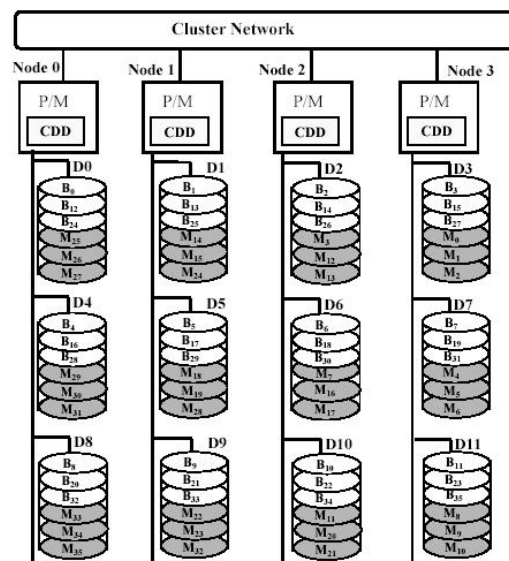 Cluster Network
Node 0 Node 1 Node 2 Node 3
P/M P/M P/M P/M
CDD CDD CDD CDD
D0 D1 D2 D3
B0 B1 B2 B3
B12 B13 B14 B15
B24 B25 B26 B27
M25 M14 M3 M0
M26 M15 M12 M1
M27 M24 M13 M2
D4 D5 D6 D7
B4 B5 B6 B7
B16 B17 B18 B19
B28 B29 B30 B31
M29 M18 M7 M4
M30 M19 M16 M5
M31 M28 M17 M6
D8 D9 D10 D11
B8 B9 B10 B11
B20 B21 B22 B23
B32 B33 B34 B35
M33 M22 M11 M8
M34 M23 M20 M9
M35 M32 M21 M10